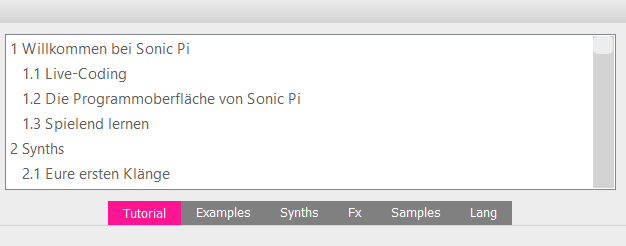 1 Willkommen bei Sonic Pi
1.1 Live-Coding
1.2 Die Programmoberfläche von Sonic Pi
1.3 Spielend lernen
2 Synths
2.1 Eure ersten Klänge
Tutorial Examples Synths Fx Samples Lang